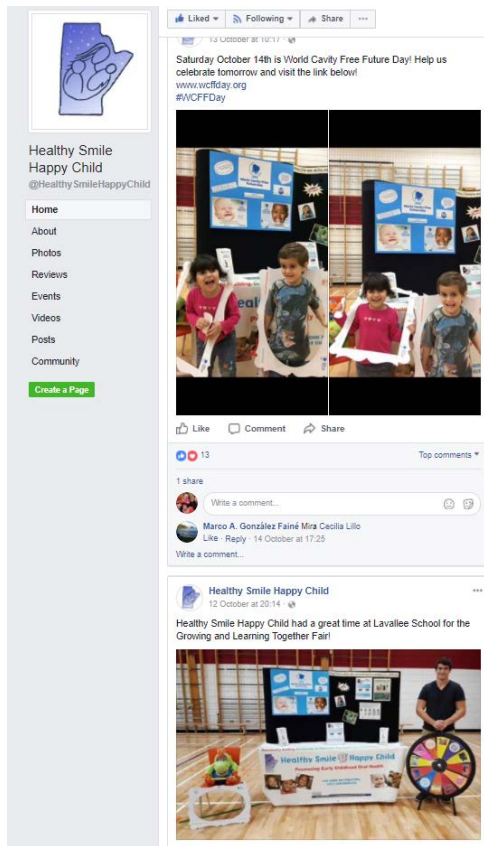 Liked
Following
Share
13 October at 10:17
Saturday October 14th is World Cavity Free Future Day! Help us
celebrate tomorrow and visit the link below!
www.wcffday.org
#WCFFDay
Healthy Smile
Happy Child
@HealthySmileHappyChild
Home
About
Photos
Reviews
Events
Videos
Posts
Community
Create a Page
Like Comment Share
13
Top comments
1 share
Write a comment...
Marco A. González Fainé Mira Cecilia Lillo
Like · Reply · 14 October at 17:25
Write a comment...
Healthy Smile Happy Child
12 October at 20:14
Healthy Smile Happy Child had a great time at Lavallee School for the
Growing and Learning Together Fair!
Healthy Smile Happy Child
Promoting Early Childhood Oral Health